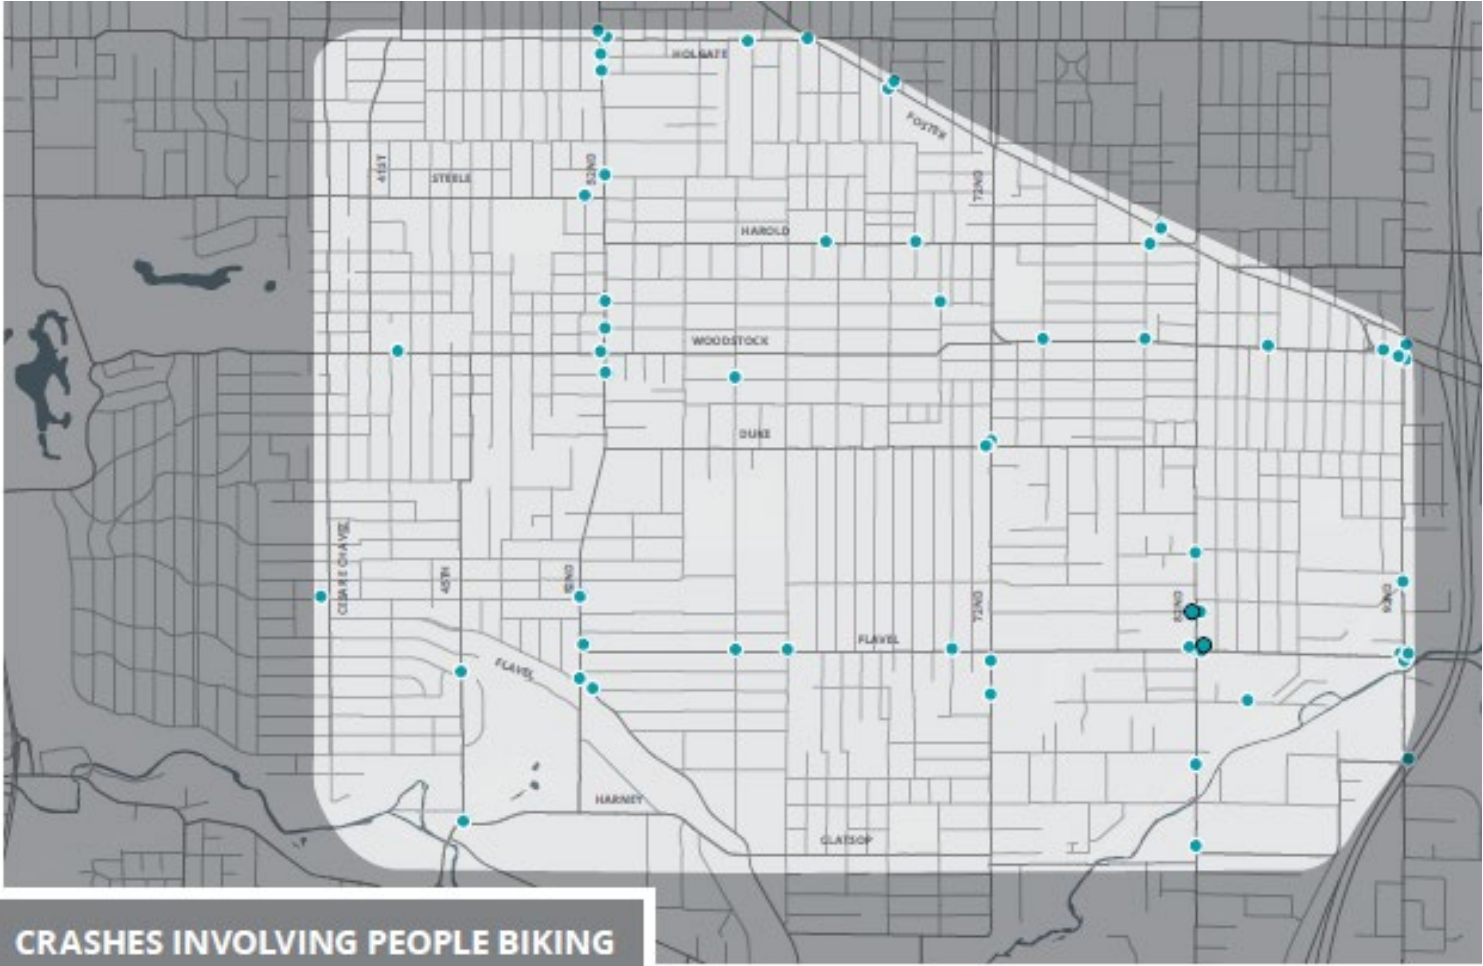 HOLGATE
FOSTER
41ST
STEELE
52ND
72ND
HAROLD
WOODSTOCK
DUKE
CESAR E CHAVEZ
45TH
52ND
72ND
82ND
92ND
FLAVEL
FLAVEL
HARNEY
CLATSOP
CRASHES INVOLVING PEOPLE BIKING